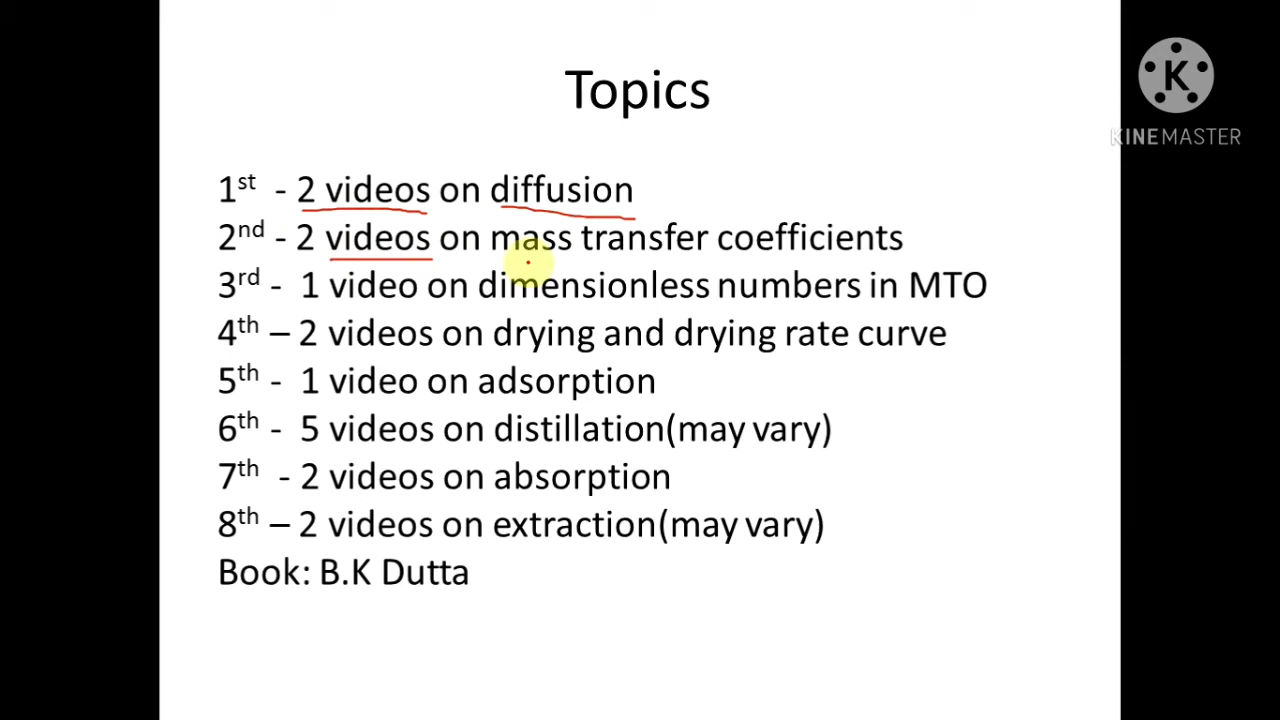 Topics
K
KINEMASTER
1st - 2 videos on diffusion
2nd - 2 videos on mass transfer coefficients
3rd - 1 video on dimensionless numbers in MTO
4th – 2 videos on drying and drying rate curve
5th - 1 video on adsorption
6th - 5 videos on distillation(may vary)
7th - 2 videos on absorption
8th – 2 videos on extraction(may vary)
Book: B.K Dutta